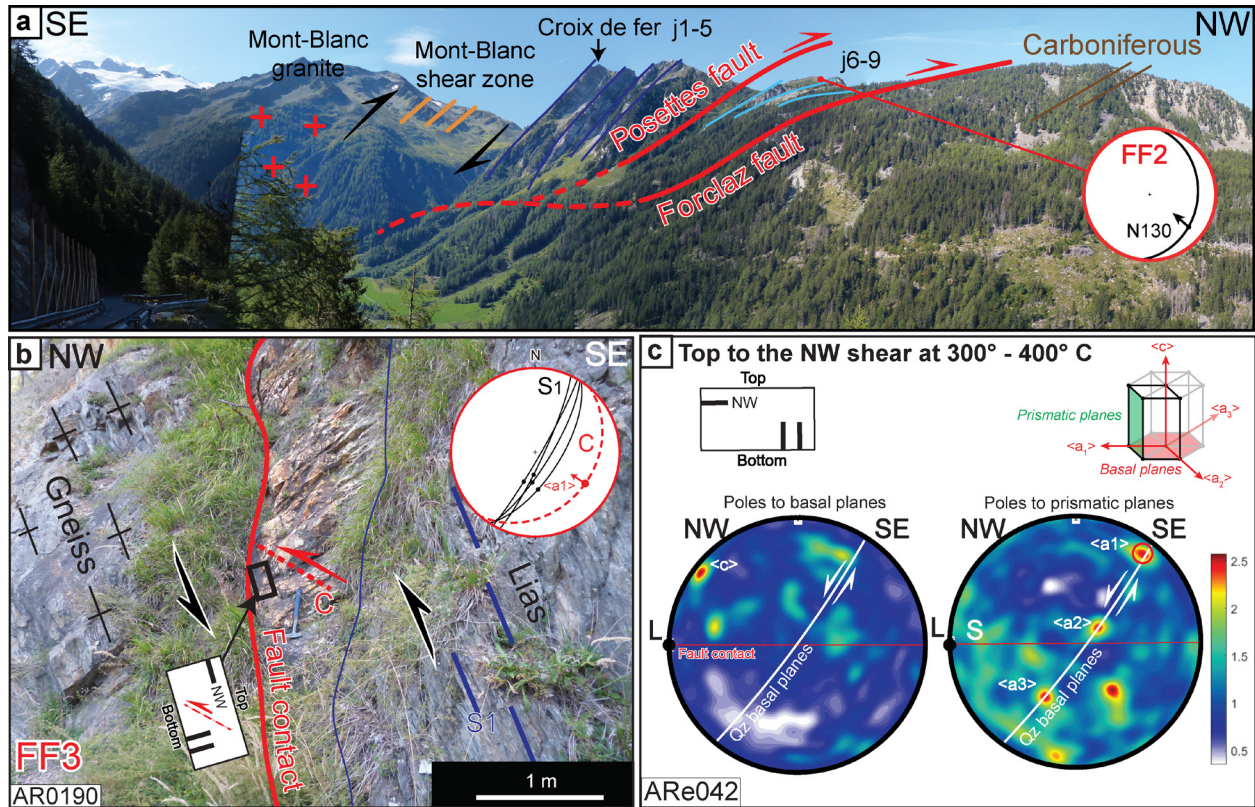 a SE
NW
Mont-Blanc
granite
Mont-Blanc
shear zone
Croix de fer j1-5
Posettes fault
j6-9
Forclaz fault
Carboniferous
FF2
N130
b NW
SE
N
S1
C
<a1>
Gneiss
C
Lias
Fault contact
S1
NW
Top
Bottom
FF3
AR0190
1 m
c Top to the NW shear at 300° - 400° C
Top
NW
Bottom
<c>
Prismatic planes
<a3>
<a1>
Basal planes
<a2>
Poles to basal planes
NW
SE
<c>
L
Fault contact
Qz basal planes
Poles to prismatic planes
NW
SE
<a1>
<a2>
L
S
<a3>
Qz basal planes
2.5
2
1.5
1
0.5
ARe042